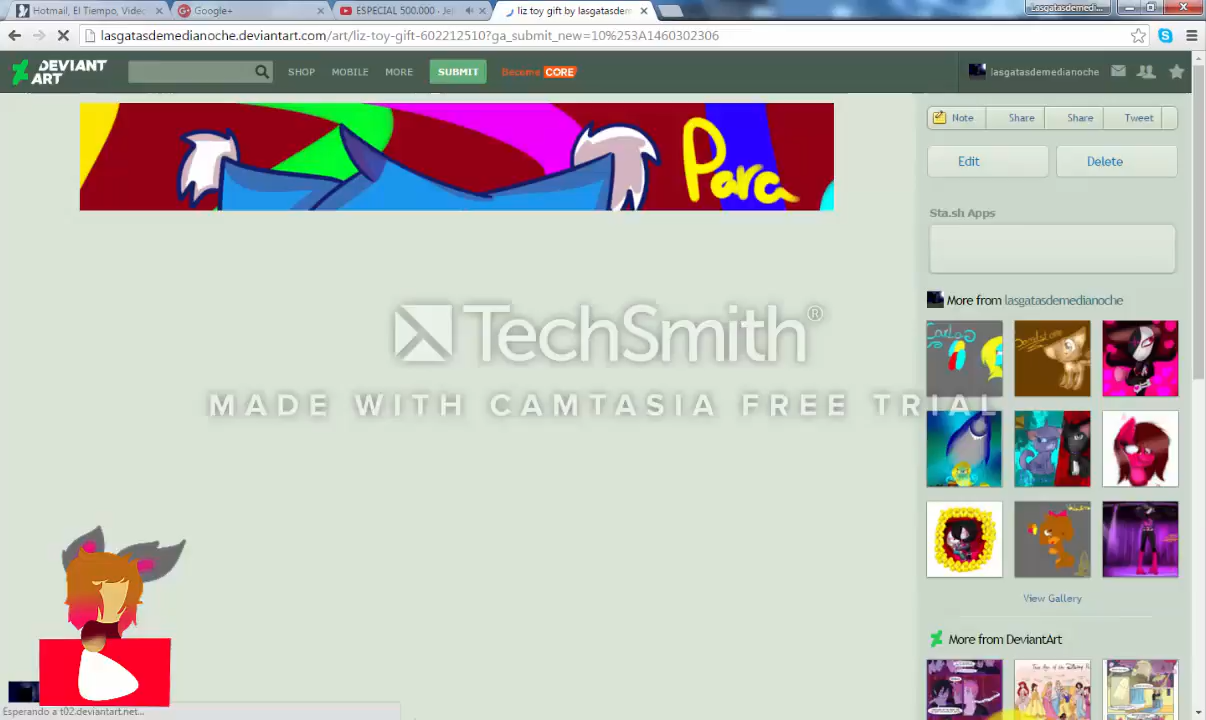 Hotmail, El Tiempo, Video
Google+
ESPECIAL 500.000 - Je
liz toy gift by lasgatasdem
Lasgatasdemedi...
lasgatasdemedianoche.deviantart.com/art/liz-toy-gift-602212510?ga_submit_new=10%253A1460302306
DEVIANT
ART
SHOP
MOBILE
MORE
SUBMIT
Become CORE
lasgatasdemedianoche
Para
Note
Share
Share
Tweet
Edit
Delete
Sta.sh Apps
More from lasgatasdemedianoche
TechSmith®
MADE WITH CAMTASIA FREE TRIAL
View Gallery
More from DeviantArt
Esperando a t02.deviantart.net...